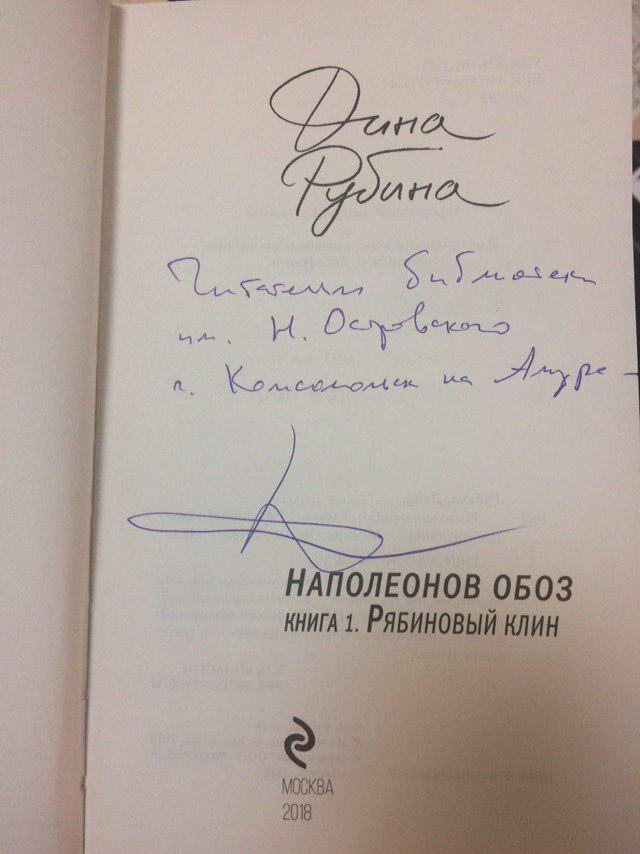 Дина
Рубина
Читателям библиотеки
им. Н. Островского
г. Комсомольск на Амуре –
НАПОЛЕОНОВ ОБОЗ
КНИГА 1. РЯБИНОВЫЙ КЛИН
МОСКВА
2018